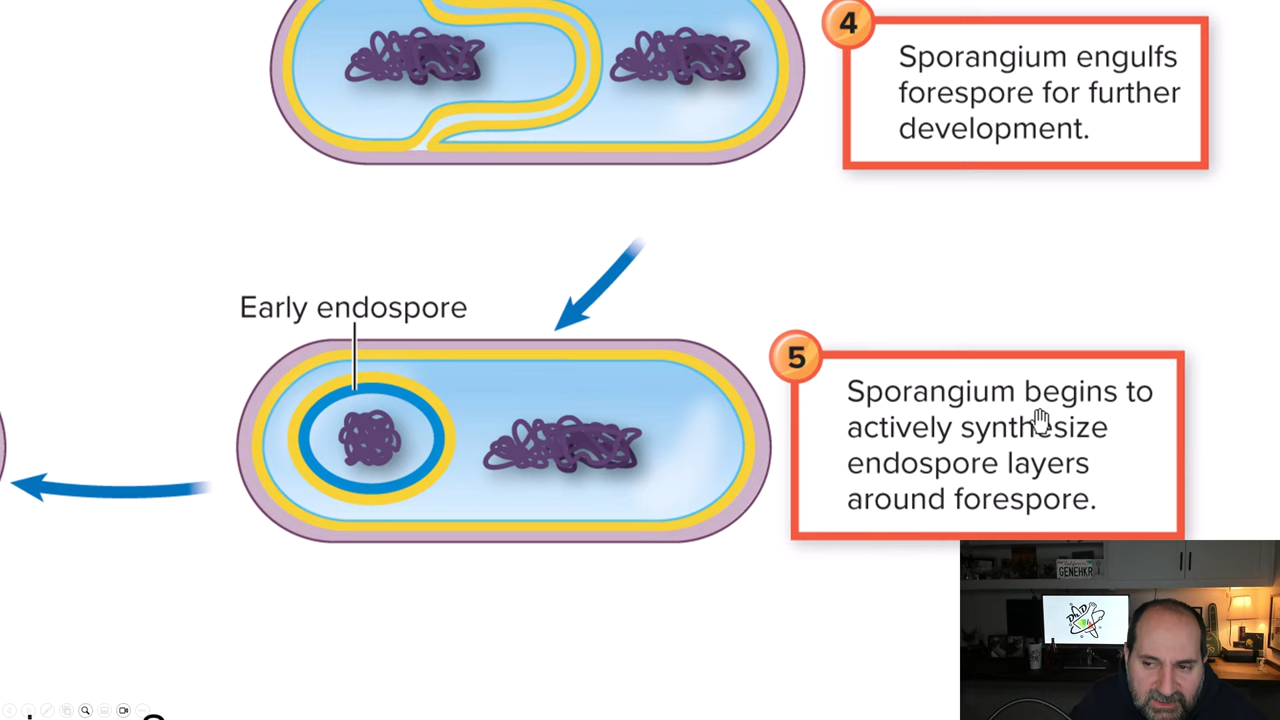 4
Sporangium engulfs
forespore for further
development.
Early endospore
5
Sporangium begins to
actively synthesize
endospore layers
around forespore.
GENEHKR